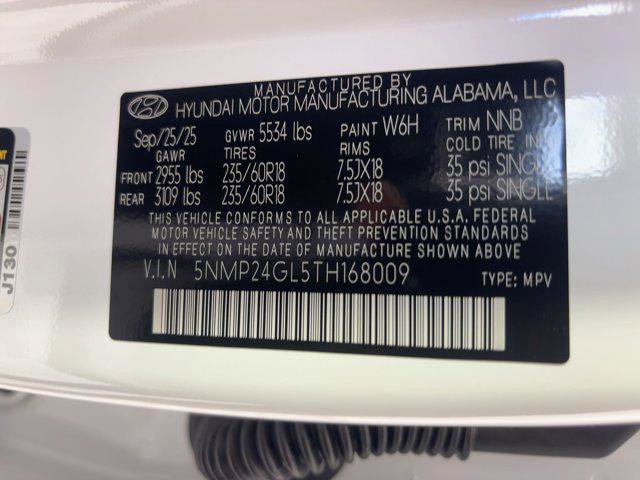 MANUFACTURED BY
HYUNDAI MOTOR MANUFACTURING ALABAMA, LLC
Sep/25/25 GVWR 5534 lbs PAINT W6H TRIM NNB
GAWR TIRES RIMS COLD TIRE INF
FRONT 2955 lbs 235/60R18 7.5JX18 35 psi SINGLE
REAR 3109 lbs 235/60R18 7.5JX18 35 psi SINGLE
THIS VEHICLE CONFORMS TO ALL APPLICABLE U.S.A. FEDERAL
MOTOR VEHICLE SAFETY AND THEFT PREVENTION STANDARDS
IN EFFECT ON THE DATE OF MANUFACTURE SHOWN ABOVE
V.I.N 5NMP24GL5TH168009 TYPE: MPV
J130